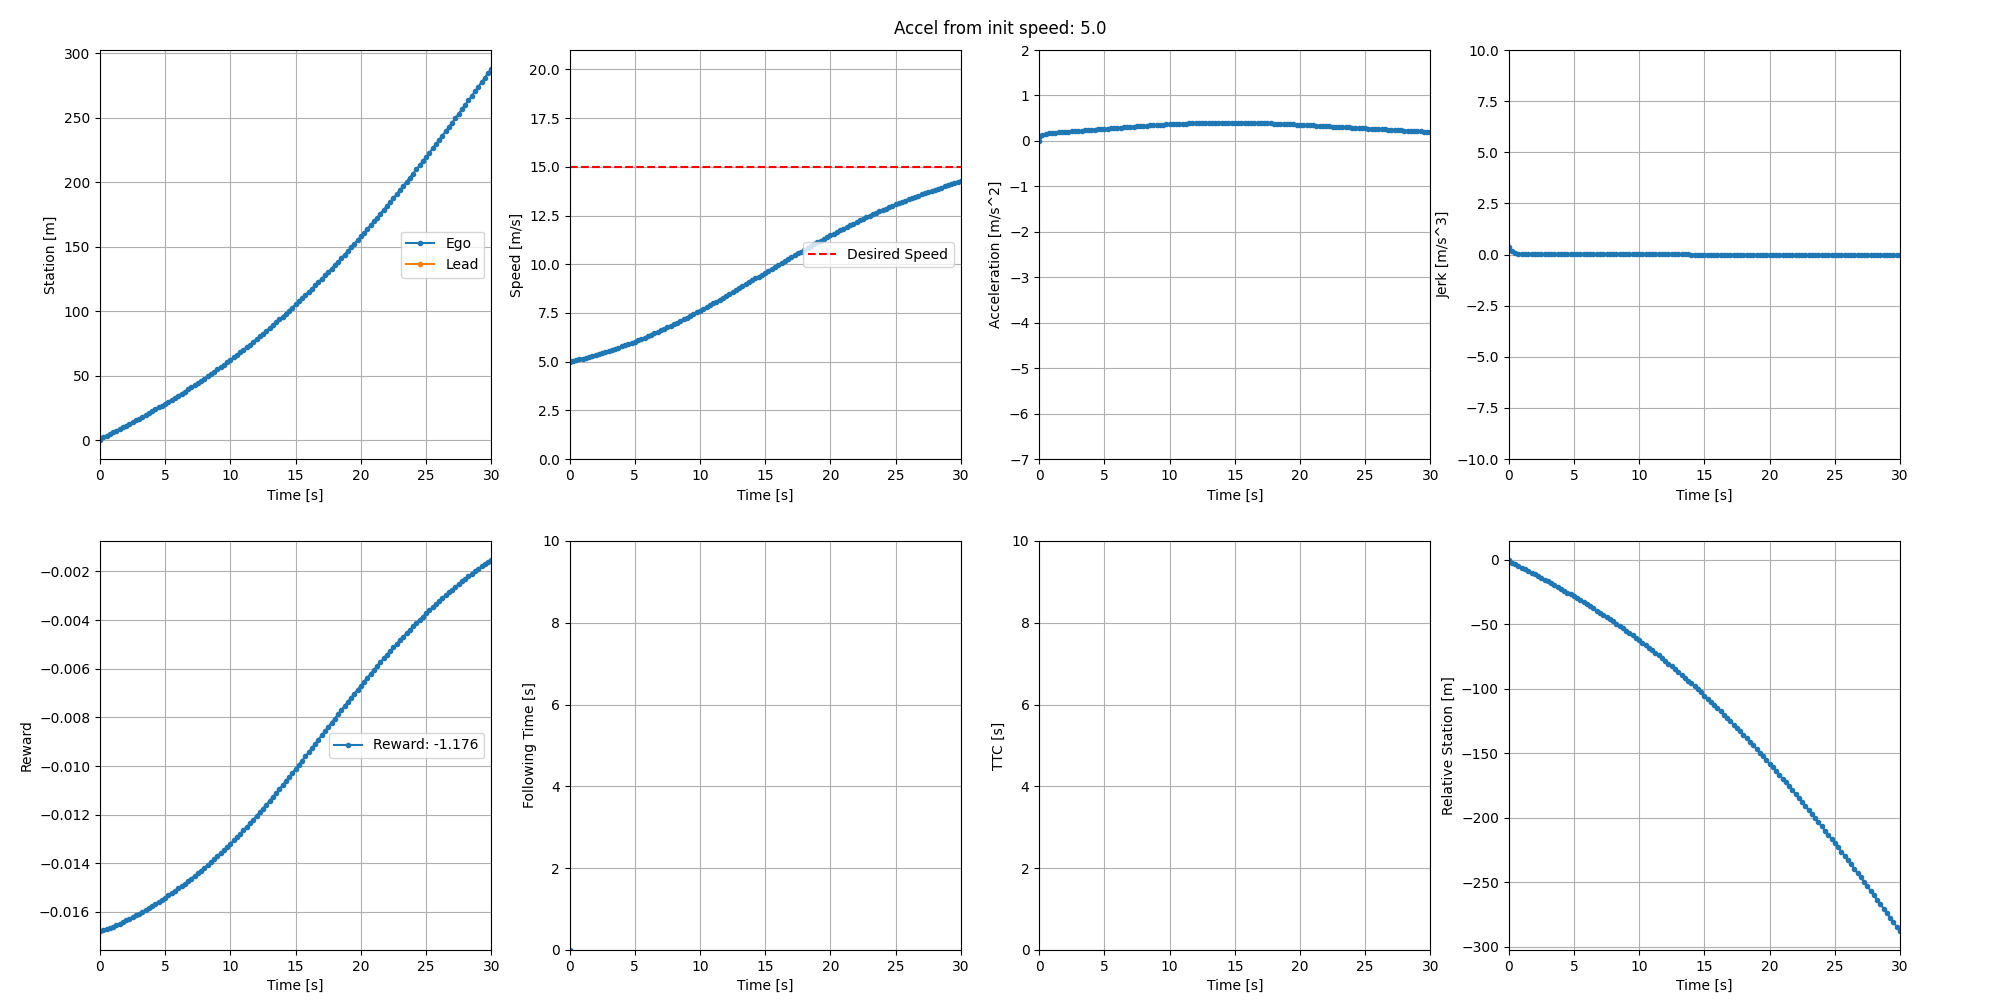 Accel from init speed: 5.0
Station [m]
300
250
200
150
100
50
0
Ego
Lead
0 5 10 15 20 25 30
Time [s]
Speed [m/s]
20.0
17.5
15.0
12.5
10.0
7.5
5.0
2.5
0.0
Desired Speed
0 5 10 15 20 25 30
Time [s]
Acceleration [m/s^2]
2
1
0
−1
−2
−3
−4
−5
−6
−7
0 5 10 15 20 25 30
Time [s]
Jerk [m/s^3]
10.0
7.5
5.0
2.5
0.0
−2.5
−5.0
−7.5
−10.0
0 5 10 15 20 25 30
Time [s]
Reward
−0.002
−0.004
−0.006
−0.008
−0.010
−0.012
−0.014
−0.016
Reward: -1.176
0 5 10 15 20 25 30
Time [s]
Following Time [s]
10
8
6
4
2
0
0 5 10 15 20 25 30
Time [s]
TTC [s]
10
8
6
4
2
0
0 5 10 15 20 25 30
Time [s]
Relative Station [m]
0
−50
−100
−150
−200
−250
−300
0 5 10 15 20 25 30
Time [s]